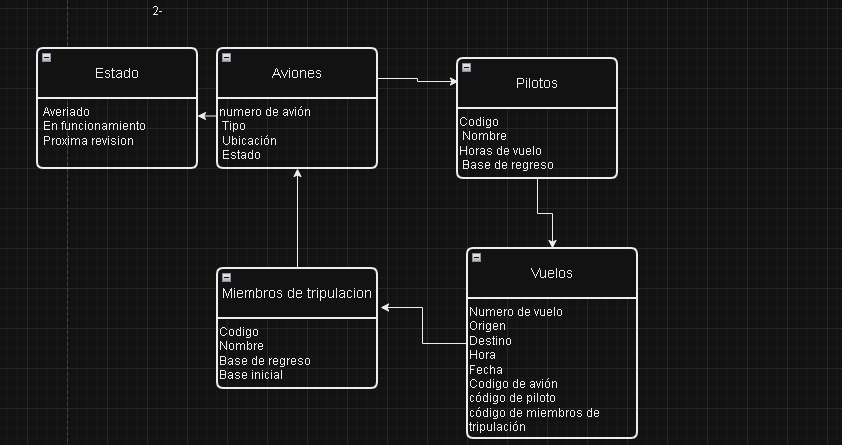 2-
Estado
Averiado
En funcionamiento
Proxima revision
Aviones
numero de avión
Tipo
Ubicación
Estado
Pilotos
Codigo
Nombre
Horas de vuelo
Base de regreso
Miembros de tripulacion
Codigo
Nombre
Base de regreso
Base inicial
Vuelos
Numero de vuelo
Origen
Destino
Hora
Fecha
Codigo de avión
código de piloto
código de miembros de
tripulación